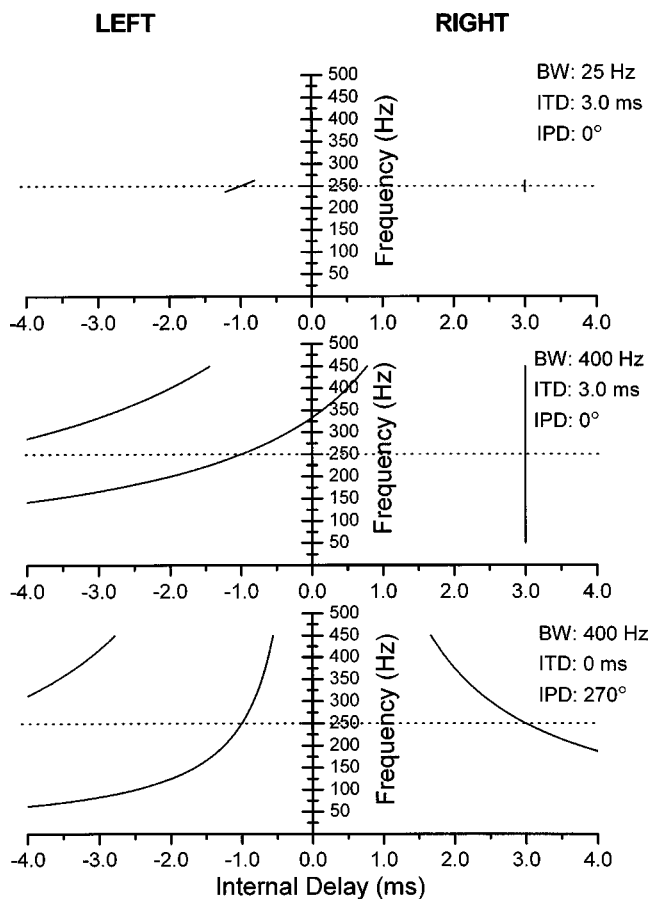 LEFT
RIGHT
BW: 25 Hz
ITD: 3.0 ms
IPD: 0°
500
450
400
350
300
250
200
150
100
50
Frequency (Hz)
-4.0 -3.0 -2.0 -1.0 0.0 1.0 2.0 3.0 4.0
BW: 400 Hz
ITD: 3.0 ms
IPD: 0°
500
450
400
350
300
250
200
150
100
50
Frequency (Hz)
-4.0 -3.0 -2.0 -1.0 0.0 1.0 2.0 3.0 4.0
BW: 400 Hz
ITD: 0 ms
IPD: 270°
500
450
400
350
300
250
200
150
100
50
Frequency (Hz)
-4.0 -3.0 -2.0 -1.0 0.0 1.0 2.0 3.0 4.0
Internal Delay (ms)